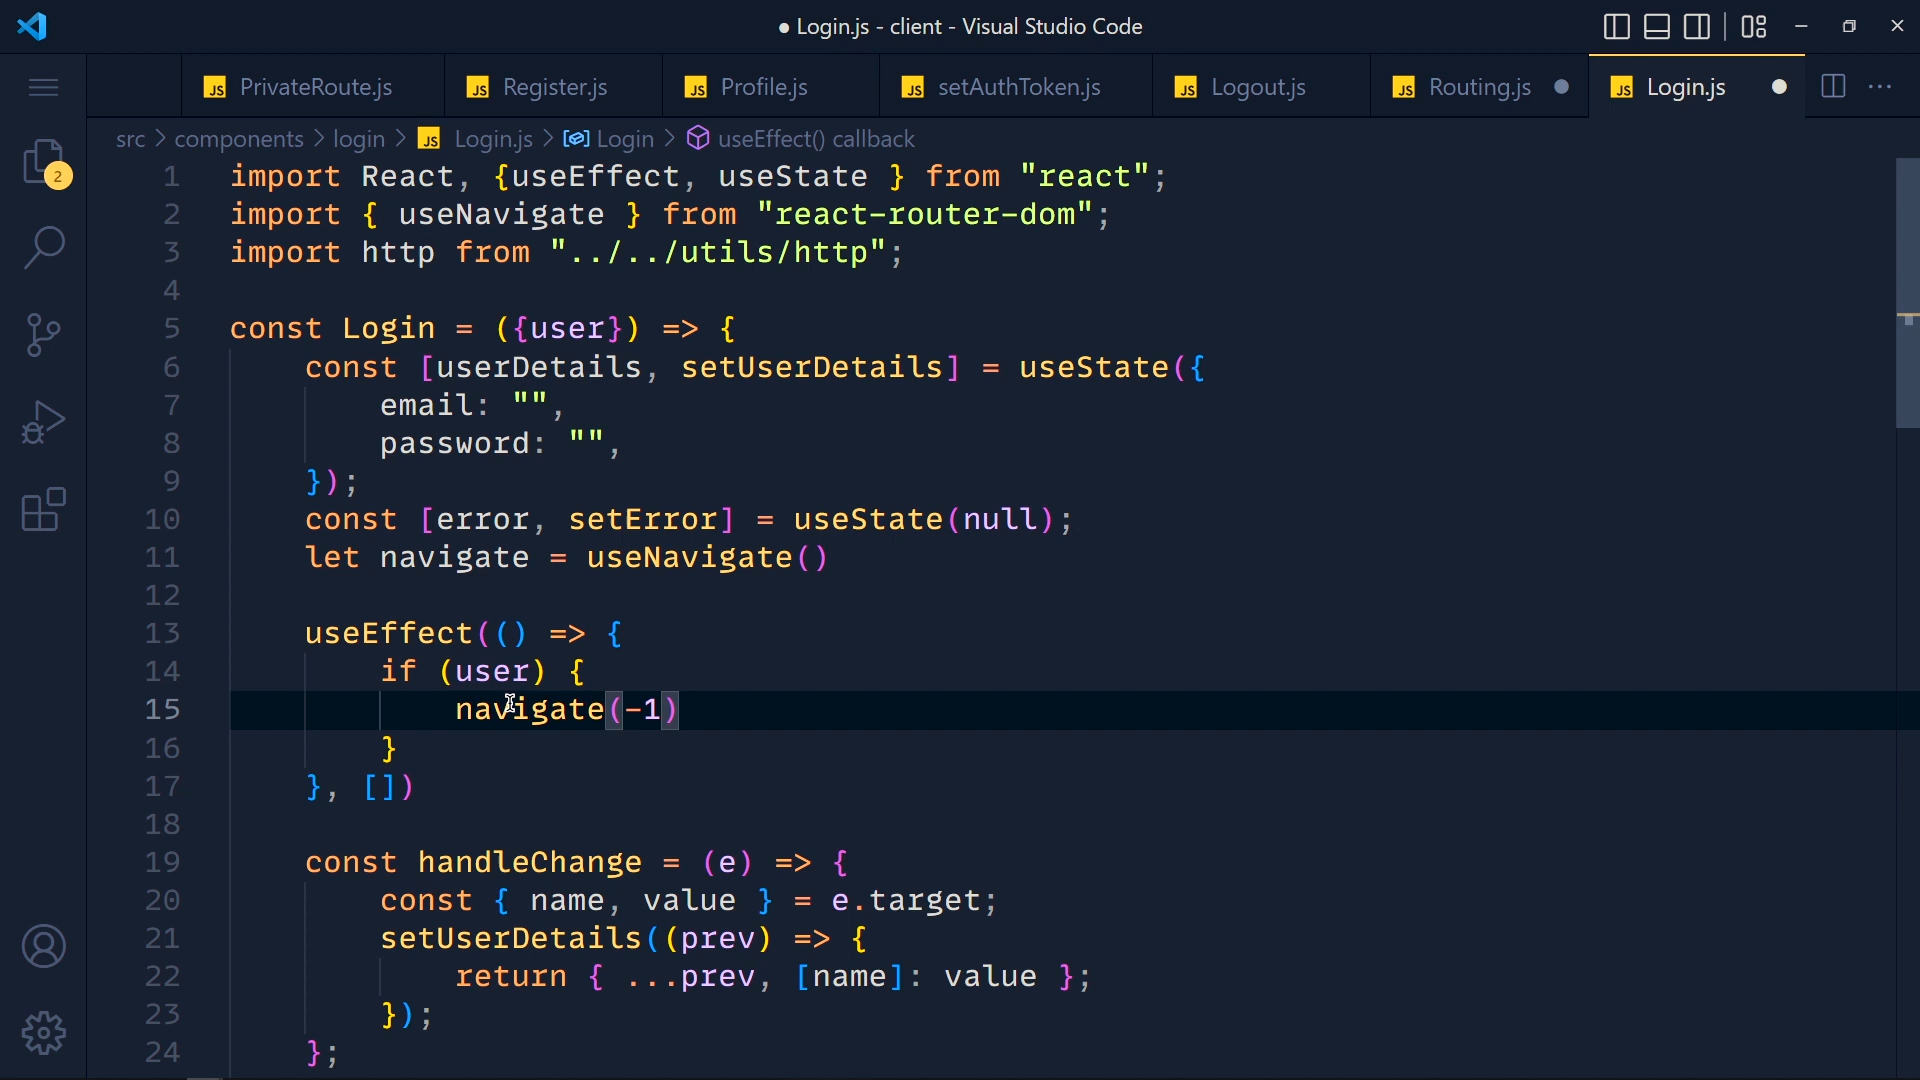 ● Login.js - client - Visual Studio Code
JS PrivateRoute.js JS Register.js JS Profile.js JS setAuthToken.js JS Logout.js JS Routing.js ● JS Login.js ●
src > components > login > JS Login.js > Login > useEffect() callback
2
1 import React, {useEffect, useState } from "react";
2 import { useNavigate } from "react-router-dom";
3 import http from "../../utils/http";
4
5 const Login = ({user}) => {
6 const [userDetails, setUserDetails] = useState({
7 email: "",
8 password: "",
9 });
10 const [error, setError] = useState(null);
11 let navigate = useNavigate()
12
13 useEffect(() => {
14 if (user) {
15 navigate(-1)
16 }
17 }, [])
18
19 const handleChange = (e) => {
20 const { name, value } = e.target;
21 setUserDetails((prev) => {
22 return { ...prev, [name]: value };
23 });
24 };